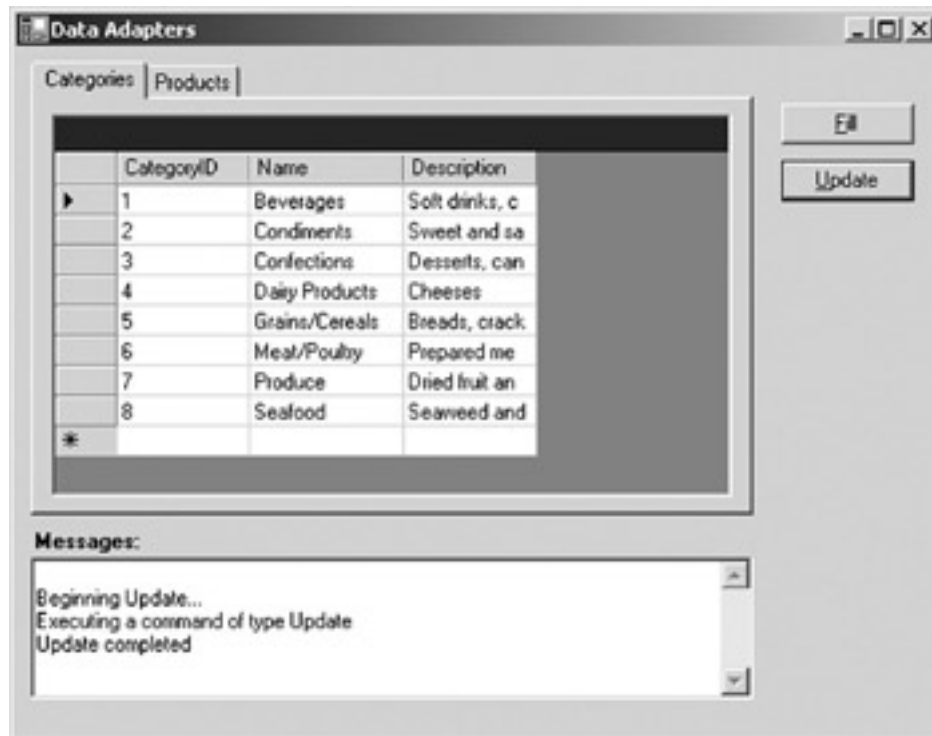 Data Adapters
Categories Products
Fill
Update
CategoryID Name Description
1 Beverages Soft drinks, c
2 Condiments Sweet and sa
3 Confections Desserts, can
4 Dairy Products Cheeses
5 Grains/Cereals Breads, crack
6 Meat/Poultry Prepared me
7 Produce Dried fruit an
8 Seafood Seaweed and
Messages:
Beginning Update...
Executing a command of type Update
Update completed